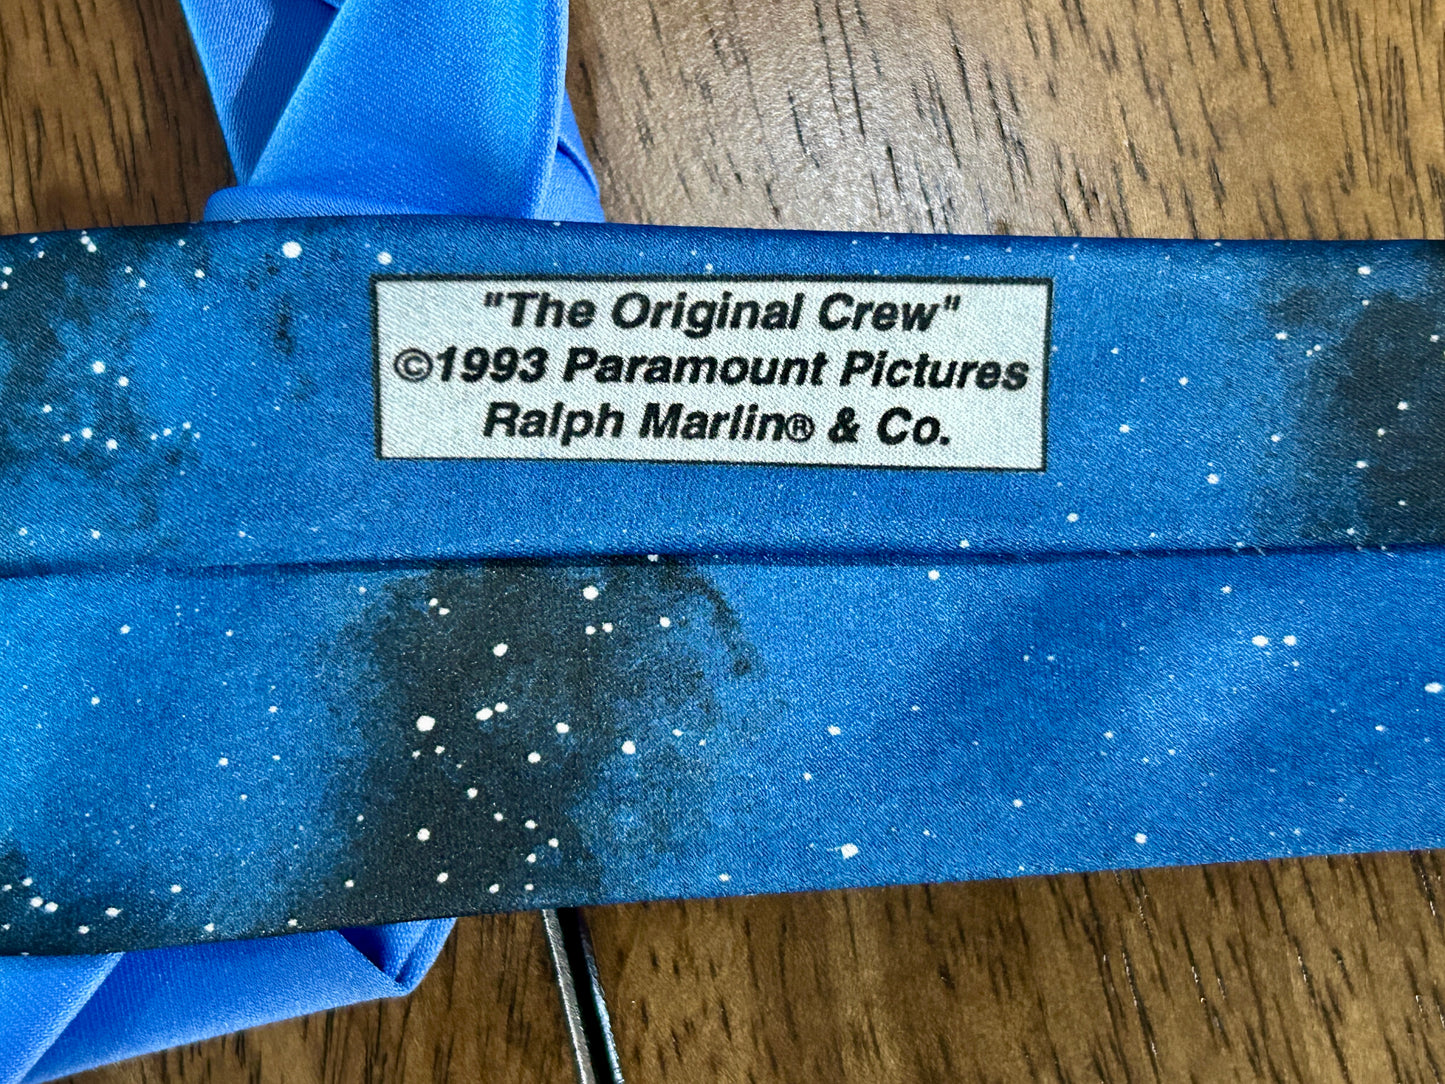 "The Original Crew"
©1993 Paramount Pictures
Ralph Marlin® & Co.